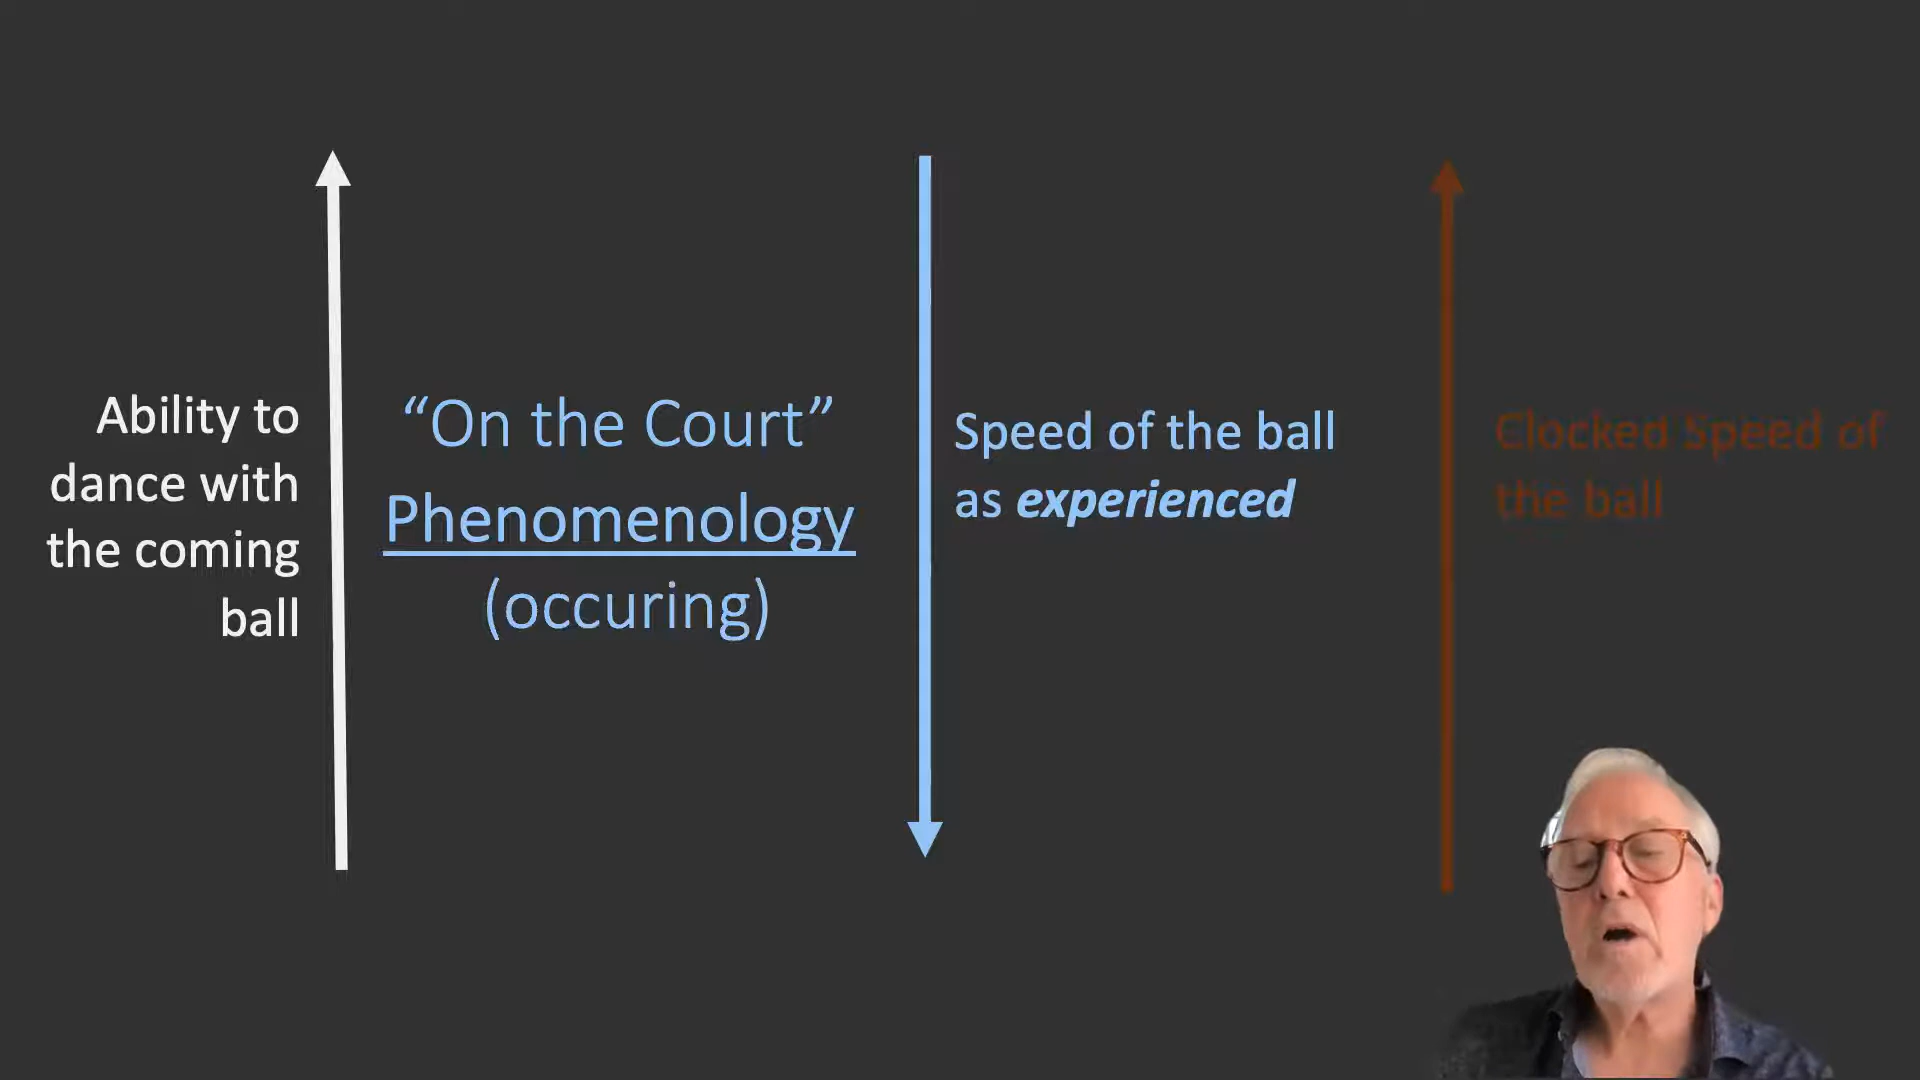 Ability to
dance with
the coming
ball
“On the Court”
Phenomenology
(occuring)
Speed of the ball
as experienced
Clocked Speed of
the ball